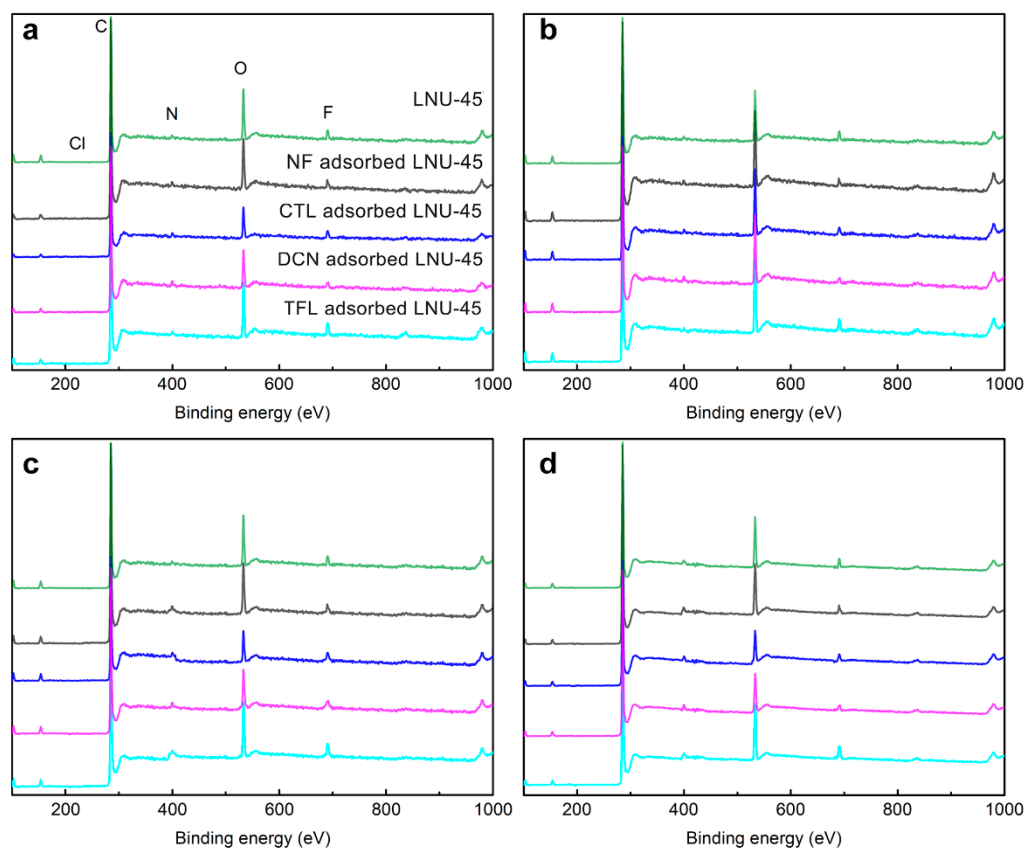 a
C
O
LNU-45
N
F
Cl
NF adsorbed LNU-45
CTL adsorbed LNU-45
DCN adsorbed LNU-45
TFL adsorbed LNU-45
200 400 600 800 1000
Binding energy (eV)
b
200 400 600 800 1000
Binding energy (eV)
c
200 400 600 800 1000
Binding energy (eV)
d
200 400 600 800 1000
Binding energy (eV)